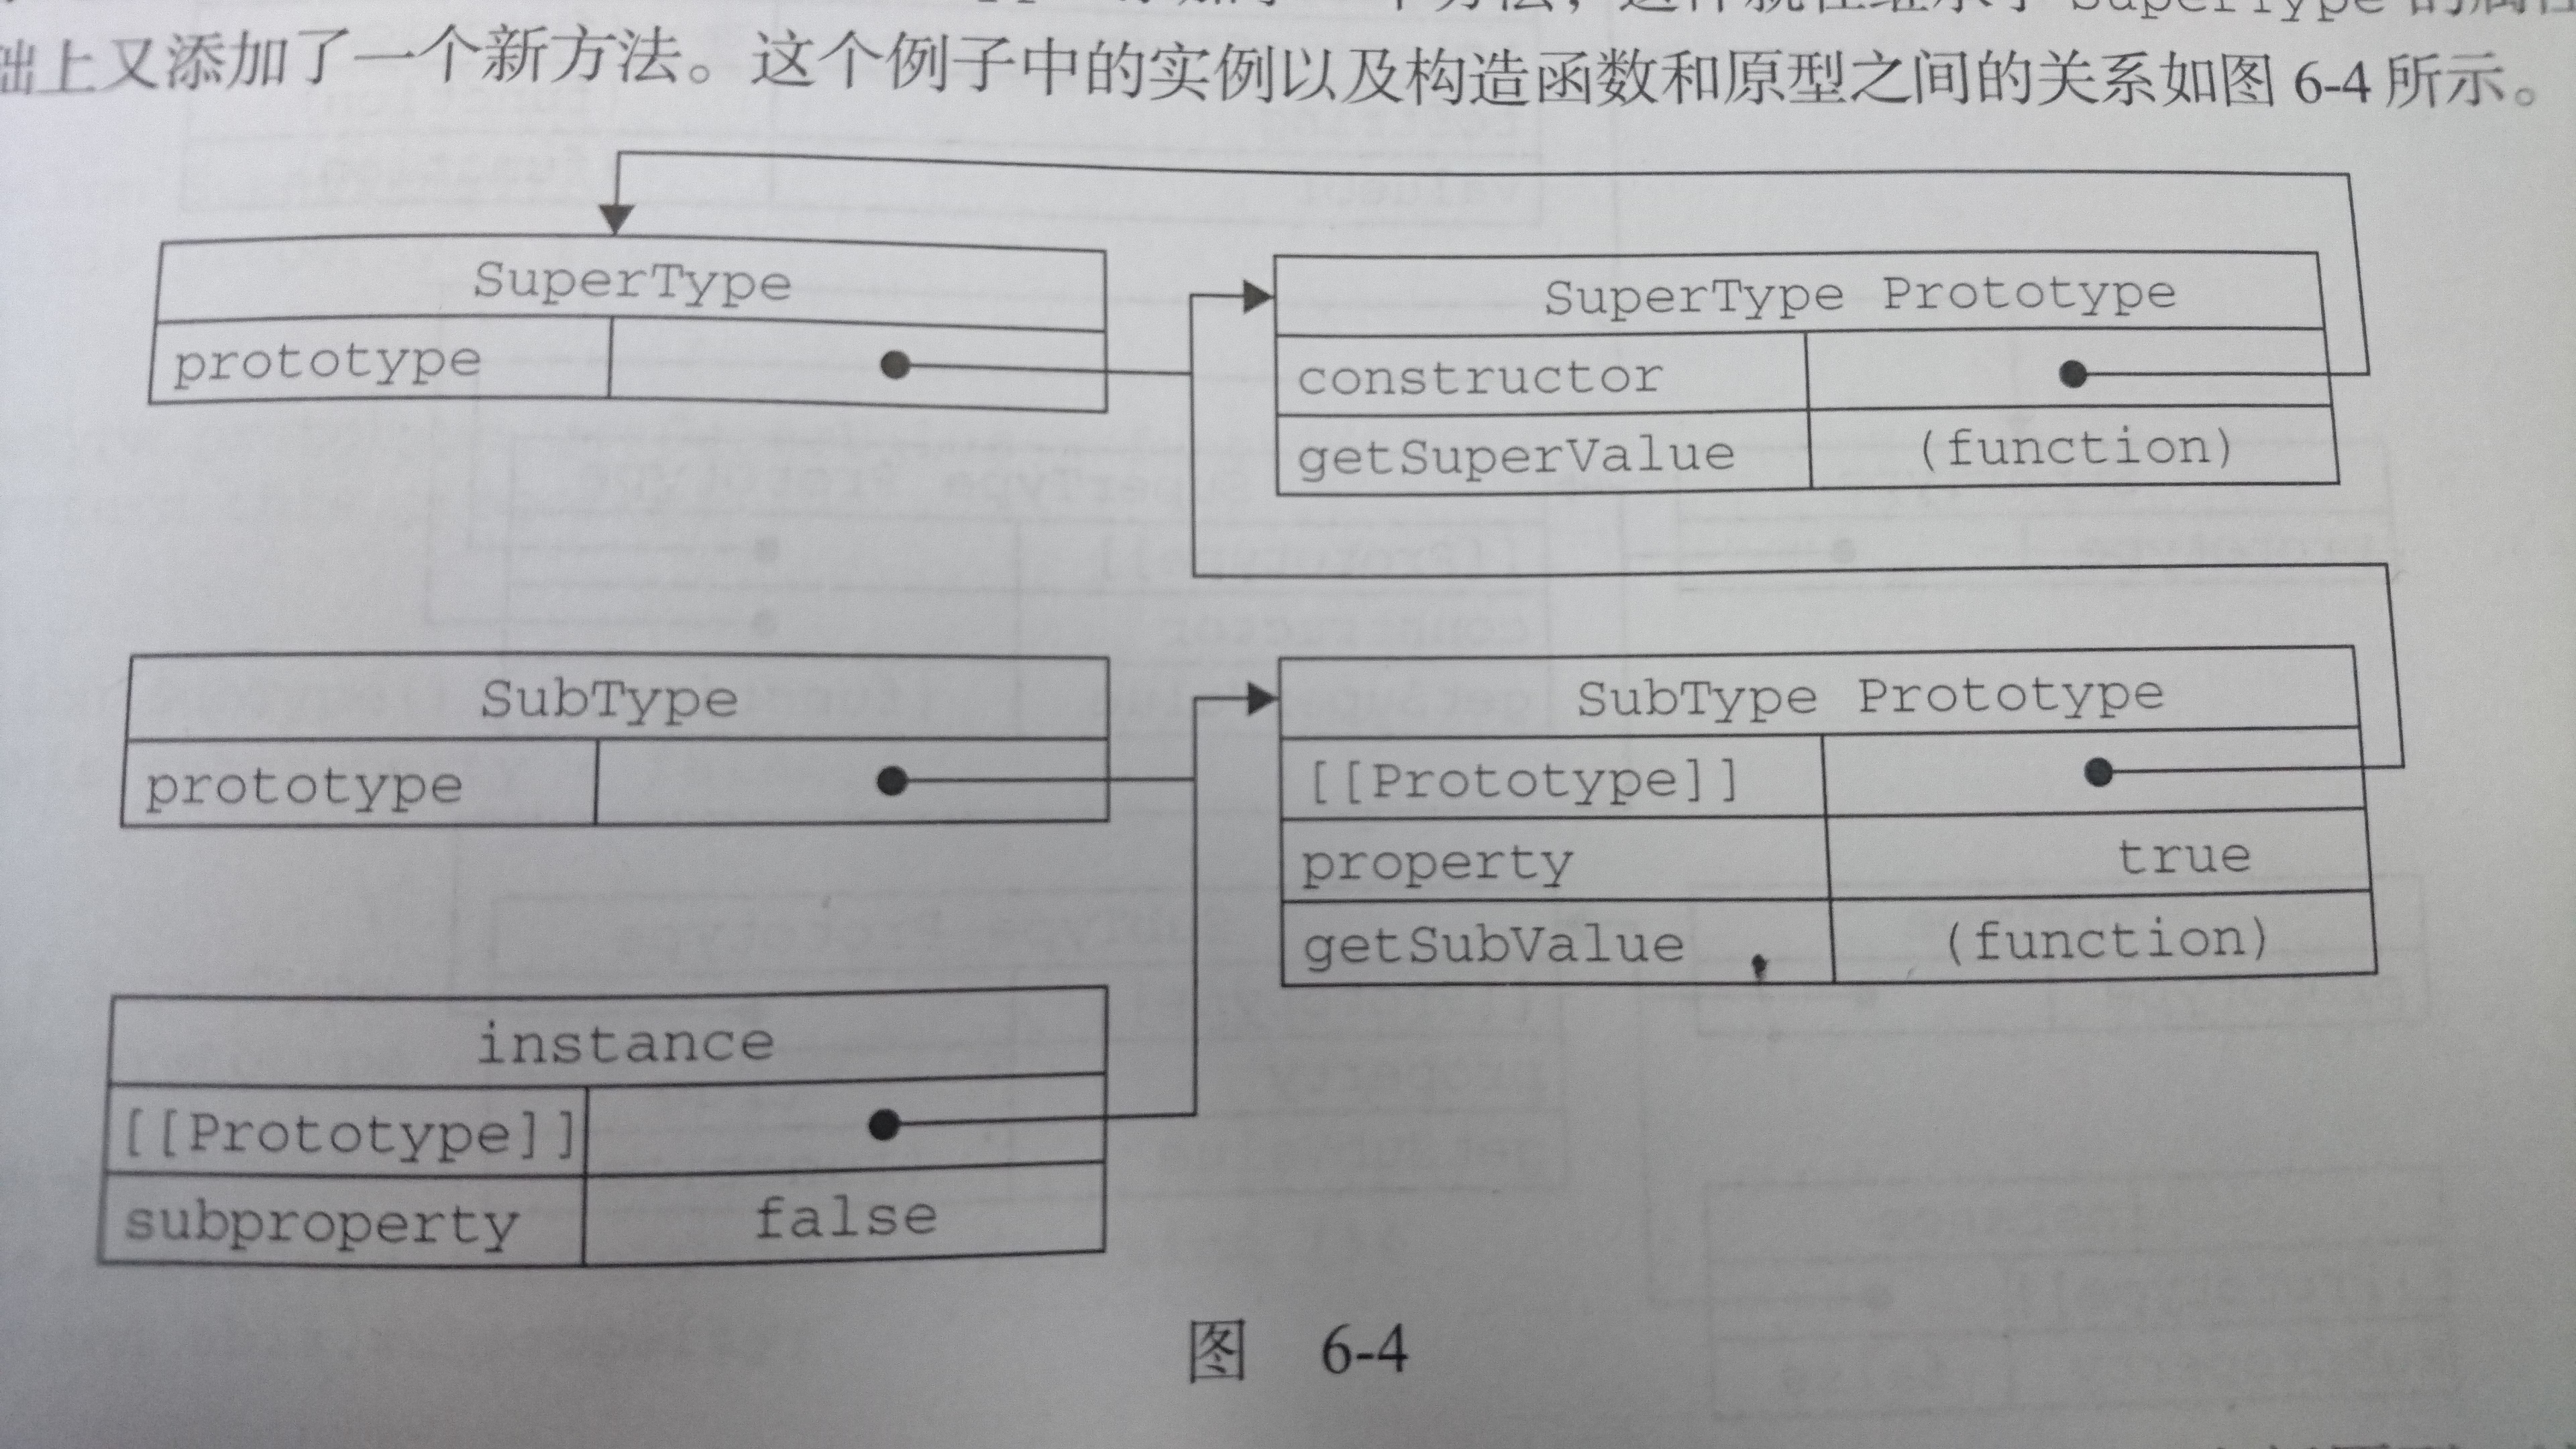 础上又添加了一个新方法。这个例子中的实例以及构造函数和原型之间的关系如图 6-4 所示。
SuperType
prototype
SuperType Prototype
constructor
getSuperValue (function)
SubType
prototype
SubType Prototype
[[Prototype]]
property true
getSubValue (function)
instance
[[Prototype]]
subproperty false
图 6-4